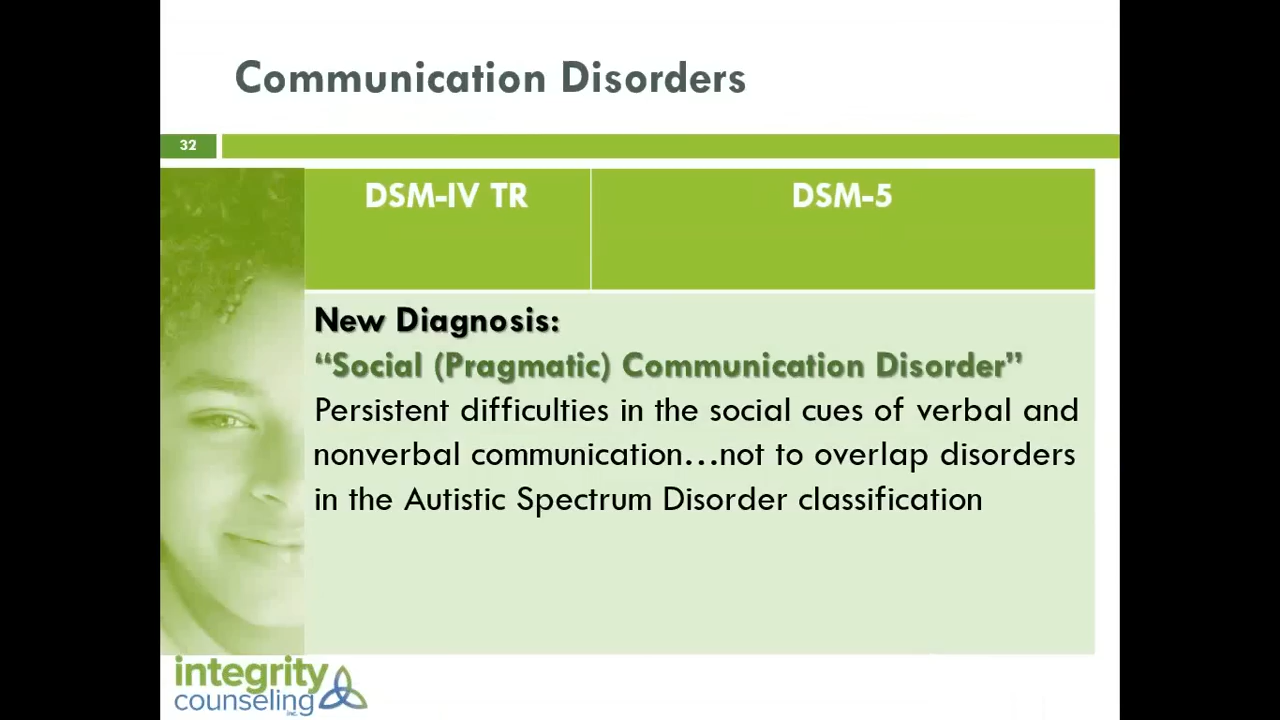 Communication Disorders
32
DSM-IV TR
DSM-5
New Diagnosis:
“Social (Pragmatic) Communication Disorder”
Persistent difficulties in the social cues of verbal and
nonverbal communication…not to overlap disorders
in the Autistic Spectrum Disorder classification
integrity
counseling inc.